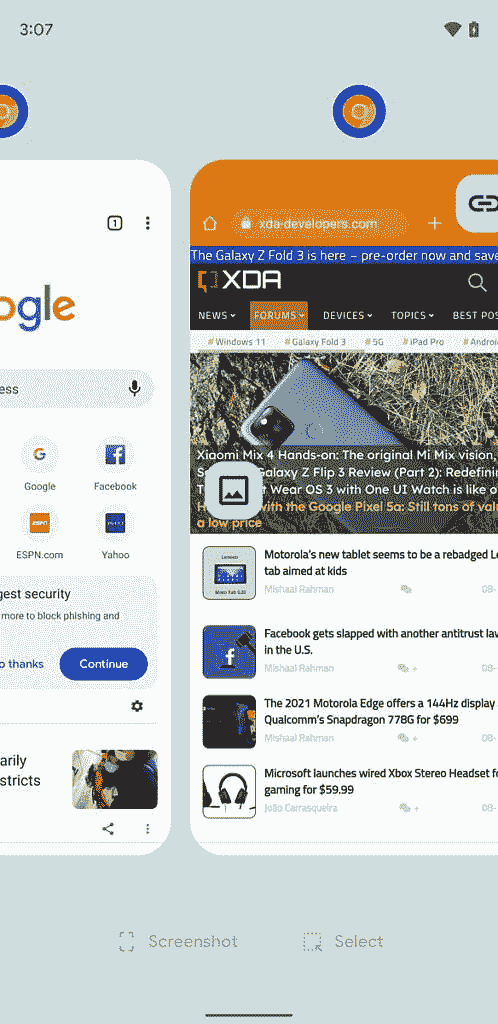 3:07
1
ogle
ess
Google
Facebook
ESPN
ESPN.com
Yahoo
gest security
more to block phishing and
o thanks
Continue
arily
stricts
xda-developers.com
The Galaxy Z Fold 3 is here – pre-order now and save
XDA
NEWS
FORUMS
DEVICES
TOPICS
BEST POS
#Windows 11
#Galaxy Fold 3
#5G
#iPad Pro
#Androi
Xiaomi Mix 4 Hands-on: The original Mi Mix vision,
Galaxy Z Flip 3 Review (Part 2): Redefinin
Wear OS 3 with One UI Watch is like o
with the Google Pixel 5a: Still tons of valu
a low price
Lenovo
Motorola's new tablet seems to be a rebadged Le
tab aimed at kids
Mishaal Rahman
Facebook gets slapped with another antitrust law
in the U.S.
Mishaal Rahman
+
08-
The 2021 Motorola Edge offers a 144Hz display
Qualcomm's Snapdragon 778G for $699
Mishaal Rahman
+
08-
Microsoft launches wired Xbox Stereo Headset fo
gaming for $59.99
João Carrasqueira
+
08-
Screenshot
Select